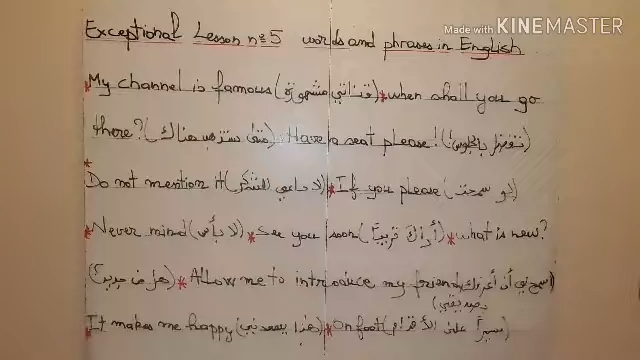 Made with KINEMASTER
Exceptional Lesson nº5 words and phrases in English
*My channel is famous (قناتي مشهورة) *when shall you go
there? (متى ستذهب هناك) *Have a seat please! (تفضل بالجلوس!)
*Do not mention it (لا داعي للشكر) *If you please (لو سمحت)
*Never mind (لا بأس) *See you soon (أراك قريباً) *what is new?
(هل من جديد؟) *Allow me to introduce my friend (اسمح لي أن أعرفك
بصديقي)
*It makes me happy (هذا يسعدني) *On foot (سيراً على الأقدام)